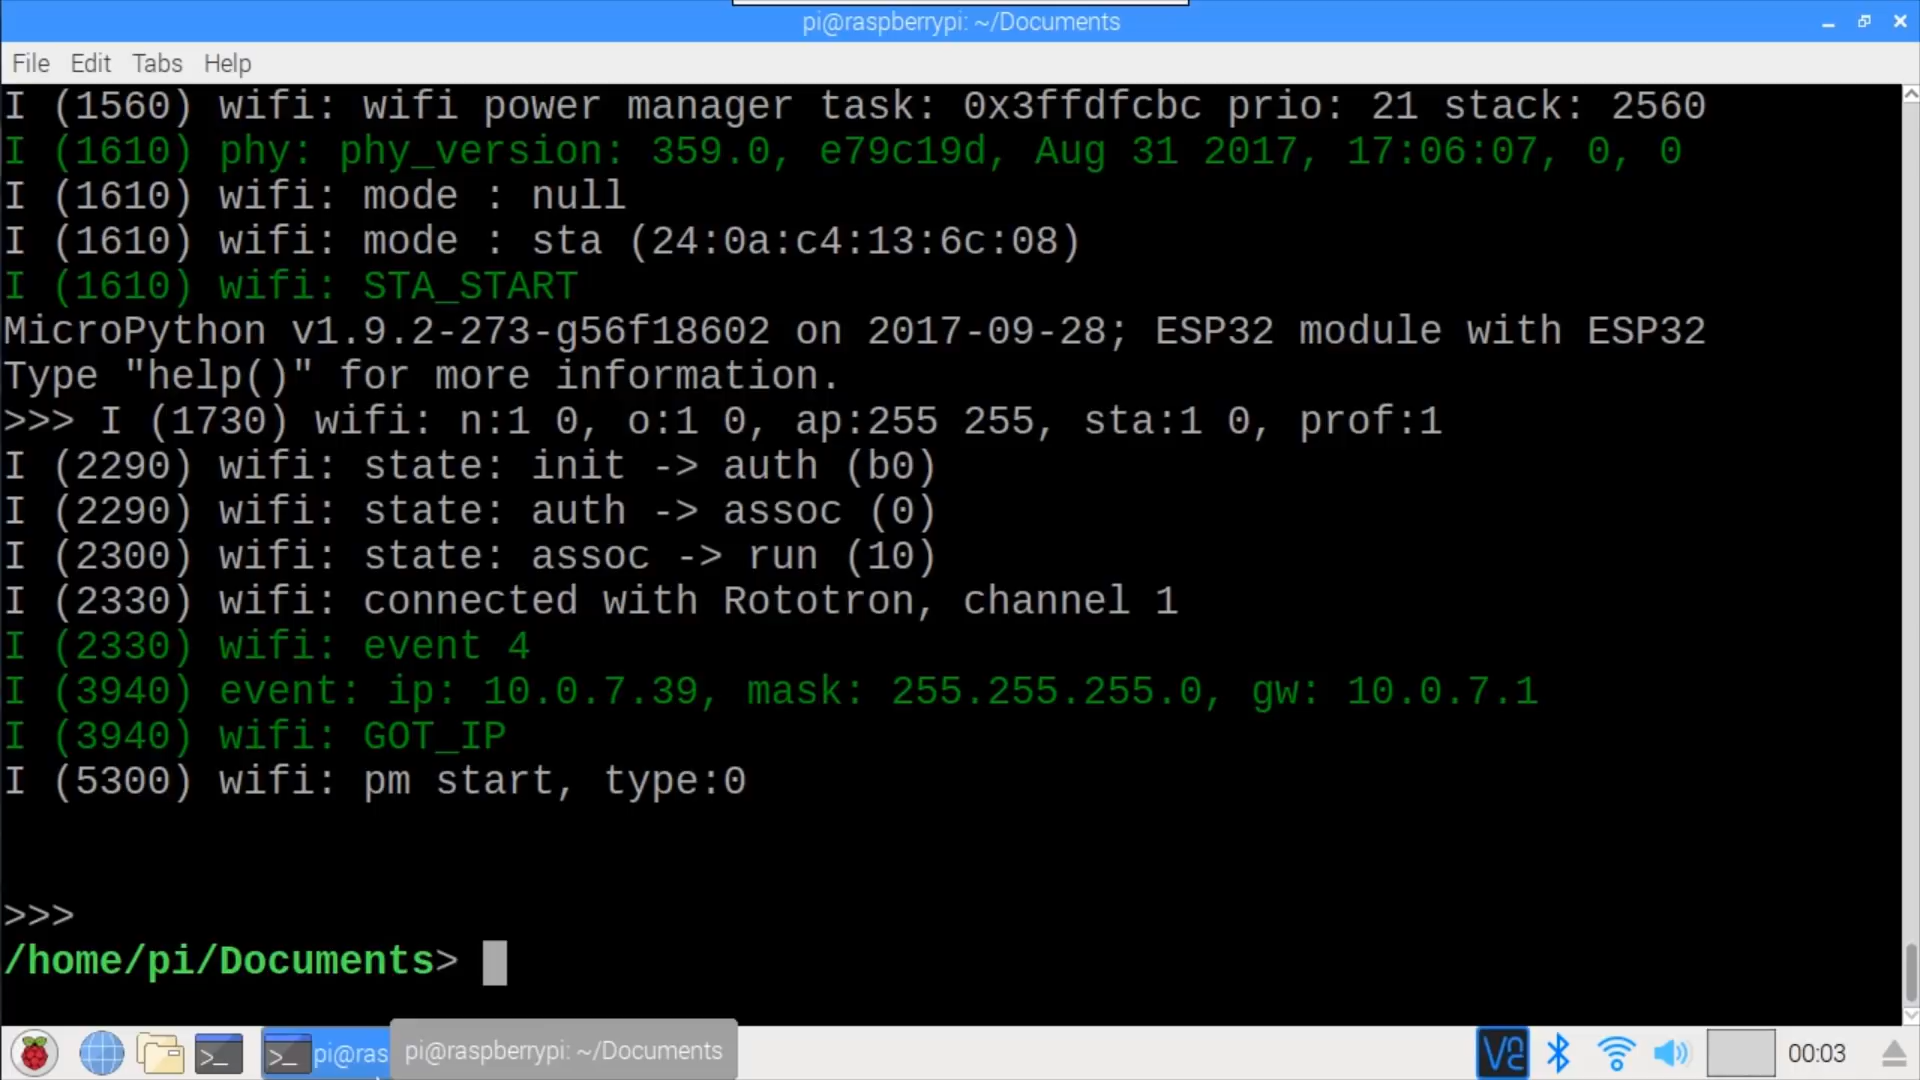 pi@raspberrypi: ~/Documents
File Edit Tabs Help
I (1560) wifi: wifi power manager task: 0x3ffdfcbc prio: 21 stack: 2560
I (1610) phy: phy_version: 359.0, e79c19d, Aug 31 2017, 17:06:07, 0, 0
I (1610) wifi: mode : null
I (1610) wifi: mode : sta (24:0a:c4:13:6c:08)
I (1610) wifi: STA_START
MicroPython v1.9.2-273-g56f18602 on 2017-09-28; ESP32 module with ESP32
Type "help()" for more information.
>>> I (1730) wifi: n:1 0, o:1 0, ap:255 255, sta:1 0, prof:1
I (2290) wifi: state: init -> auth (b0)
I (2290) wifi: state: auth -> assoc (0)
I (2300) wifi: state: assoc -> run (10)
I (2330) wifi: connected with Rototron, channel 1
I (2330) wifi: event 4
I (3940) event: ip: 10.0.7.39, mask: 255.255.255.0, gw: 10.0.7.1
I (3940) wifi: GOT_IP
I (5300) wifi: pm start, type:0
>>>
/home/pi/Documents>
pi@ras pi@raspberrypi: ~/Documents 00:03